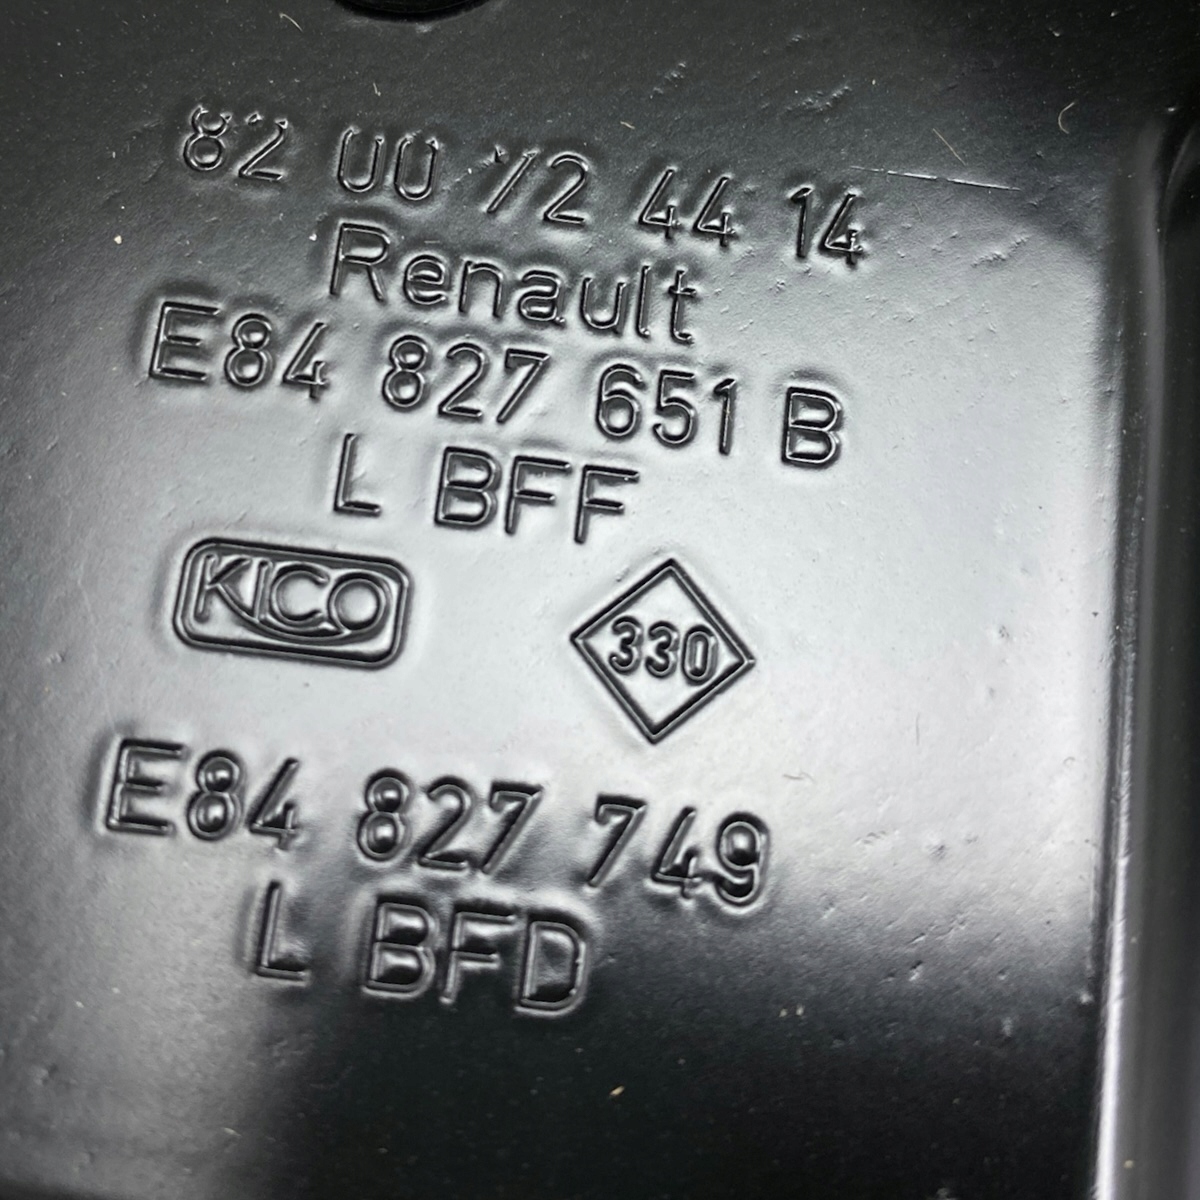 82 00 72 44 14
Renault
E84 827 651 B
L BFF
KICO
330
E84 827 749
L BFD